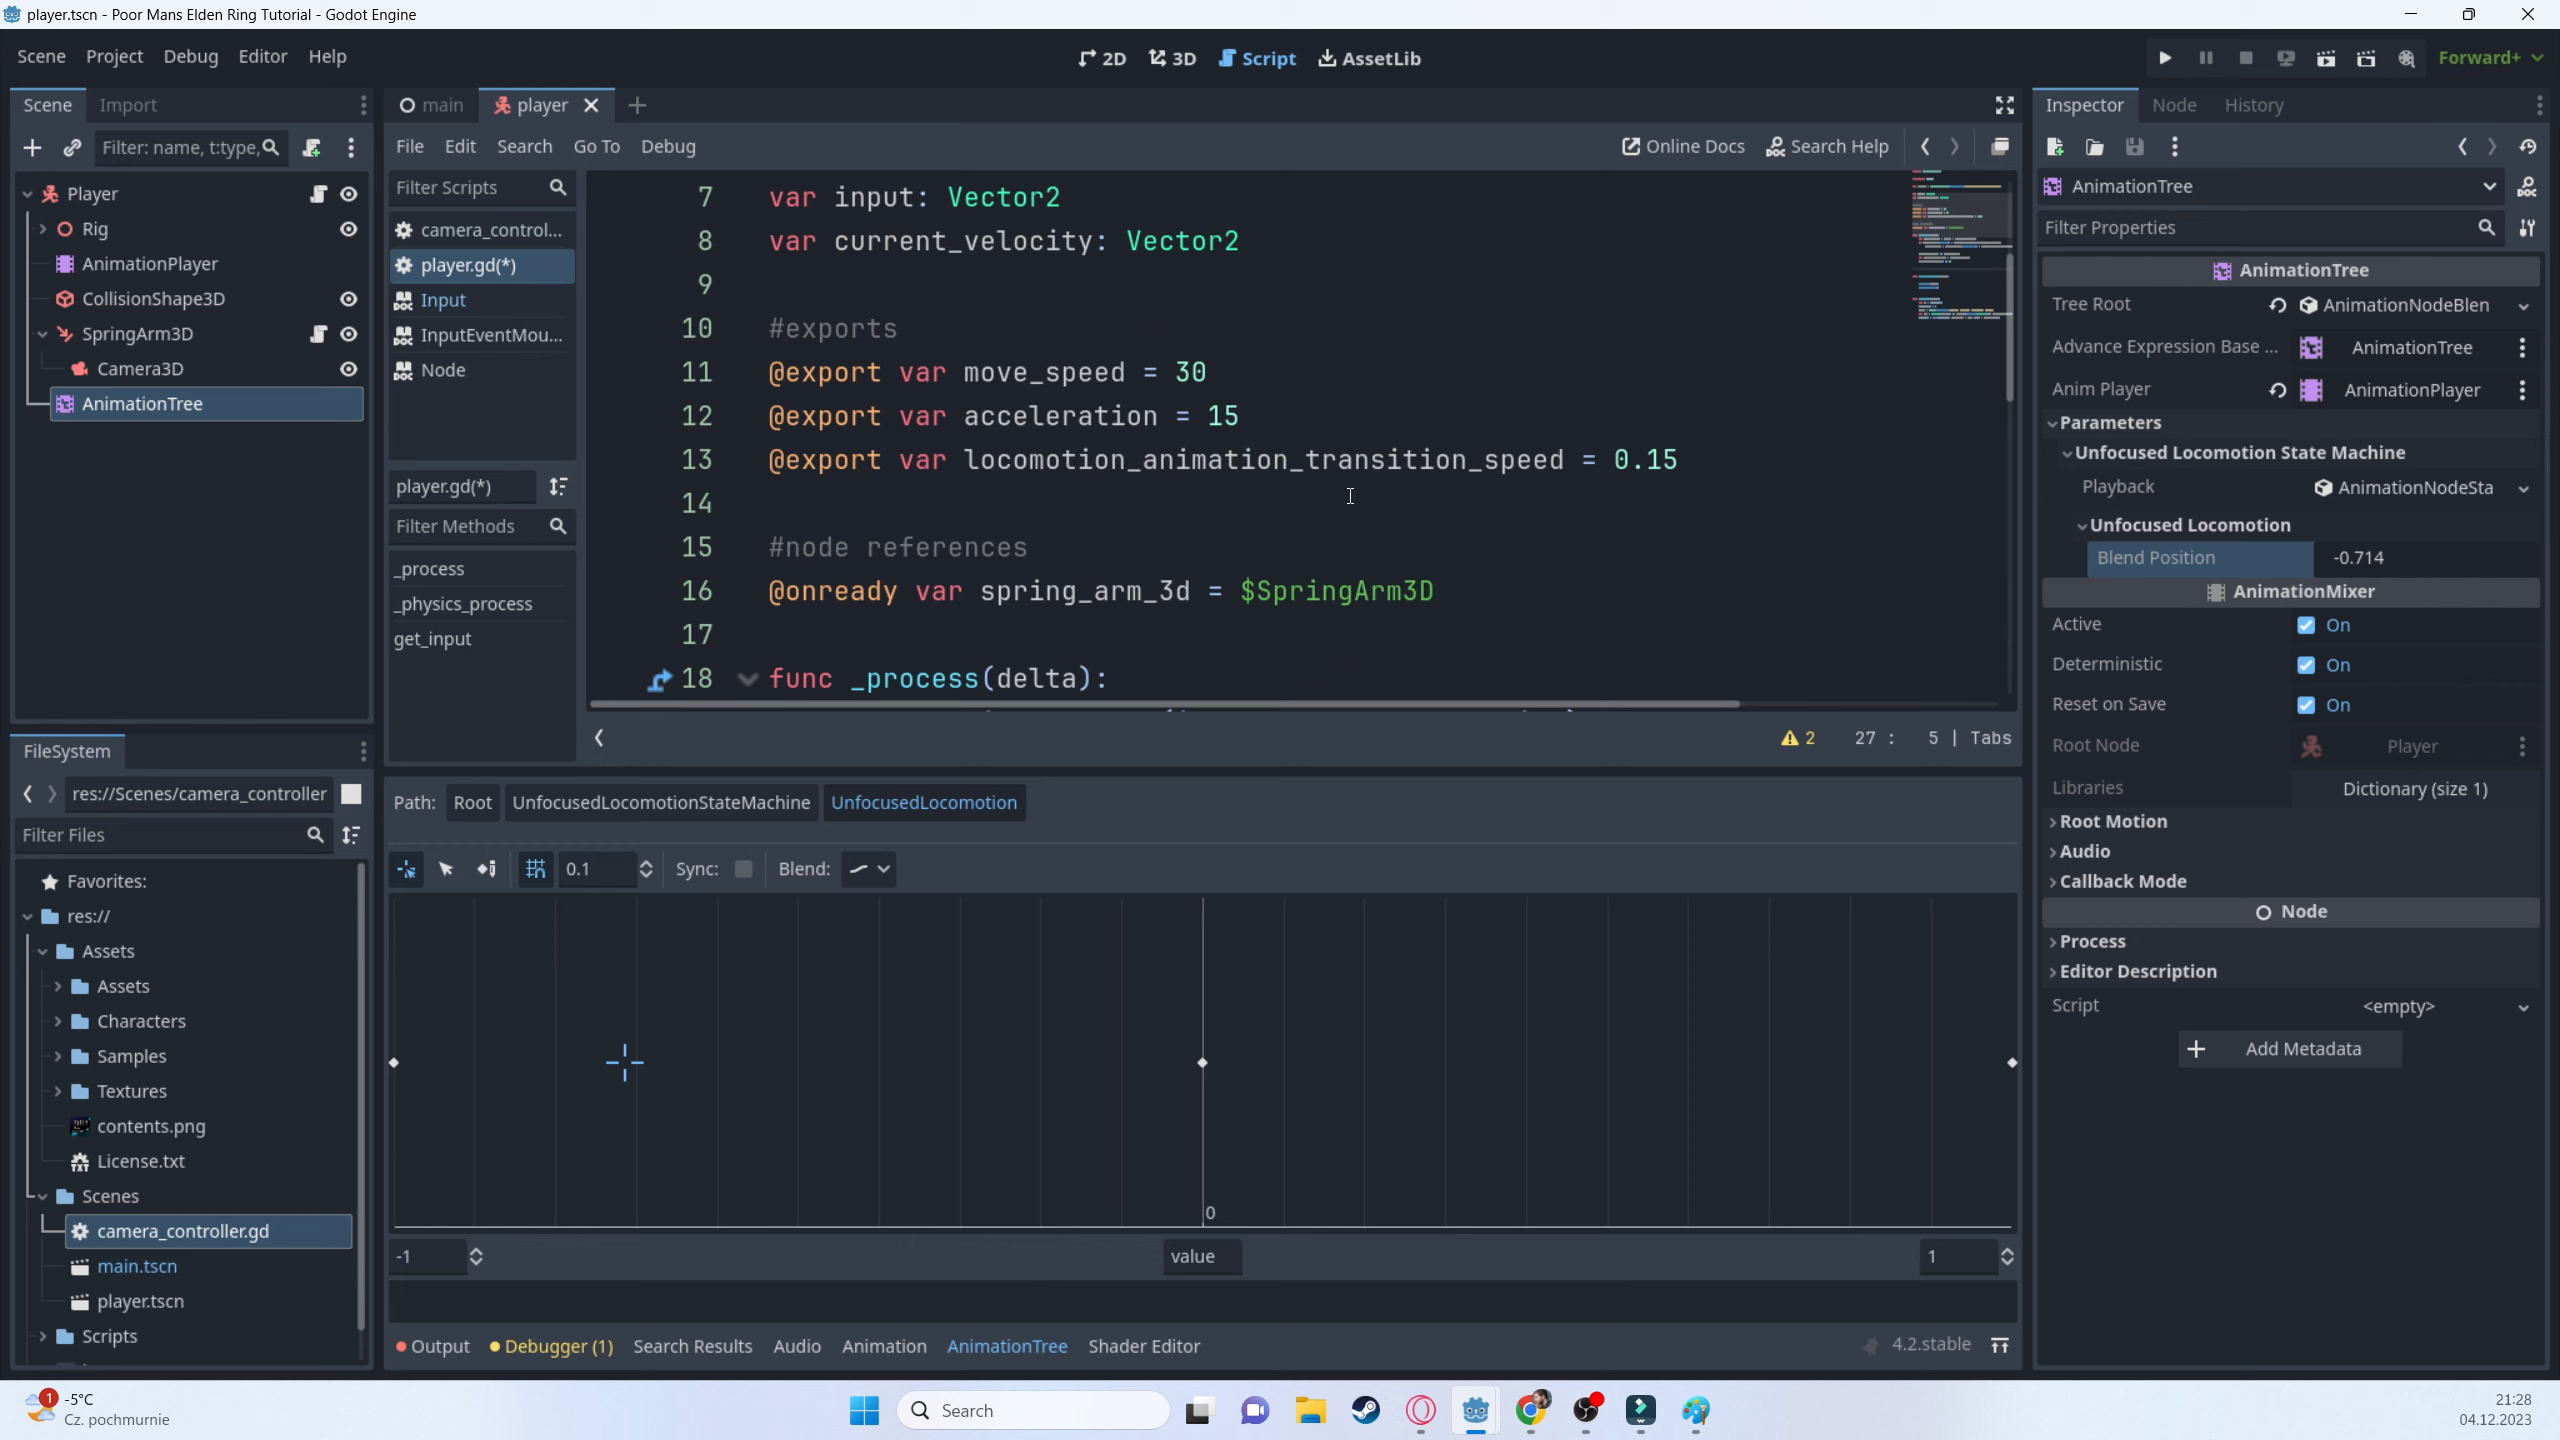 player.tscn - Poor Mans Elden Ring Tutorial - Godot Engine
Scene Project Debug Editor Help
2D 3D Script AssetLib
Forward+
Scene Import
Filter: name, t:type,
Player
Rig
AnimationPlayer
CollisionShape3D
SpringArm3D
Camera3D
AnimationTree
FileSystem
res://Scenes/camera_controller
Filter Files
Favorites:
res://
Assets
Assets
Characters
Samples
Textures
contents.png
License.txt
Scenes
camera_controller.gd
main.tscn
player.tscn
Scripts
main player
File Edit Search Go To Debug
Online Docs Search Help
Filter Scripts
camera_control...
player.gd(*)
Input
InputEventMou...
Node
player.gd(*)
Filter Methods
_process
_physics_process
get_input
7 var input: Vector2
8 var current_velocity: Vector2
9
10 #exports
11 @export var move_speed = 30
12 @export var acceleration = 15
13 @export var locomotion_animation_transition_speed = 0.15
14
15 #node references
16 @onready var spring_arm_3d = $SpringArm3D
17
18 func _process(delta):
2 27 : 5 | Tabs
Path: Root UnfocusedLocomotionStateMachine UnfocusedLocomotion
0.1 Sync: Blend:
0
-1 value 1
Output Debugger (1) Search Results Audio Animation AnimationTree Shader Editor
4.2.stable
Inspector Node History
AnimationTree
Filter Properties
AnimationTree
Tree Root AnimationNodeBlen
Advance Expression Base ... AnimationTree
Anim Player AnimationPlayer
Parameters
Unfocused Locomotion State Machine
Playback AnimationNodeSta
Unfocused Locomotion
Blend Position -0.714
AnimationMixer
Active On
Deterministic On
Reset on Save On
Root Node Player
Libraries Dictionary (size 1)
Root Motion
Audio
Callback Mode
Node
Process
Editor Description
Script <empty>
Add Metadata
1
-5°C
Cz. pochmurnie
Search
21:28
04.12.2023